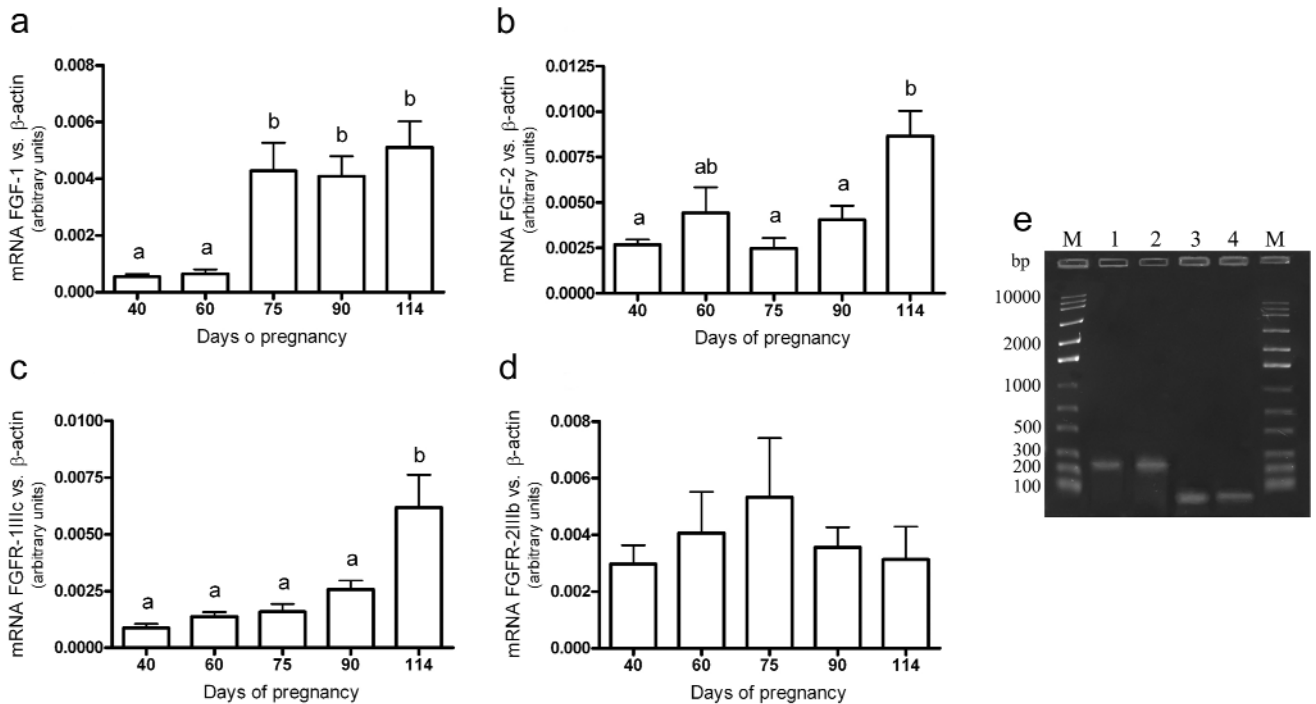 a
mRNA FGF-1 vs. β-actin
(arbitrary units)
0.008
0.006
0.004
0.002
0.000
a
a
b
b
b
40 60 75 90 114
Days o pregnancy
b
mRNA FGF-2 vs. β-actin
(arbitrary units)
0.0125
0.0100
0.0075
0.0050
0.0025
0.0000
a
ab
a
a
b
40 60 75 90 114
Days of pregnancy
c
mRNA FGFR-1IIIc vs. β-actin
(arbitrary units)
0.0100
0.0075
0.0050
0.0025
0.0000
a
a
a
a
b
40 60 75 90 114
Days of pregnancy
d
mRNA FGFR-2IIIb vs. β-actin
(arbitrary units)
0.008
0.006
0.004
0.002
0.000
40 60 75 90 114
Days of pregnancy
e
M 1 2 3 4 M
bp
10000
2000
1000
500
300
200
100